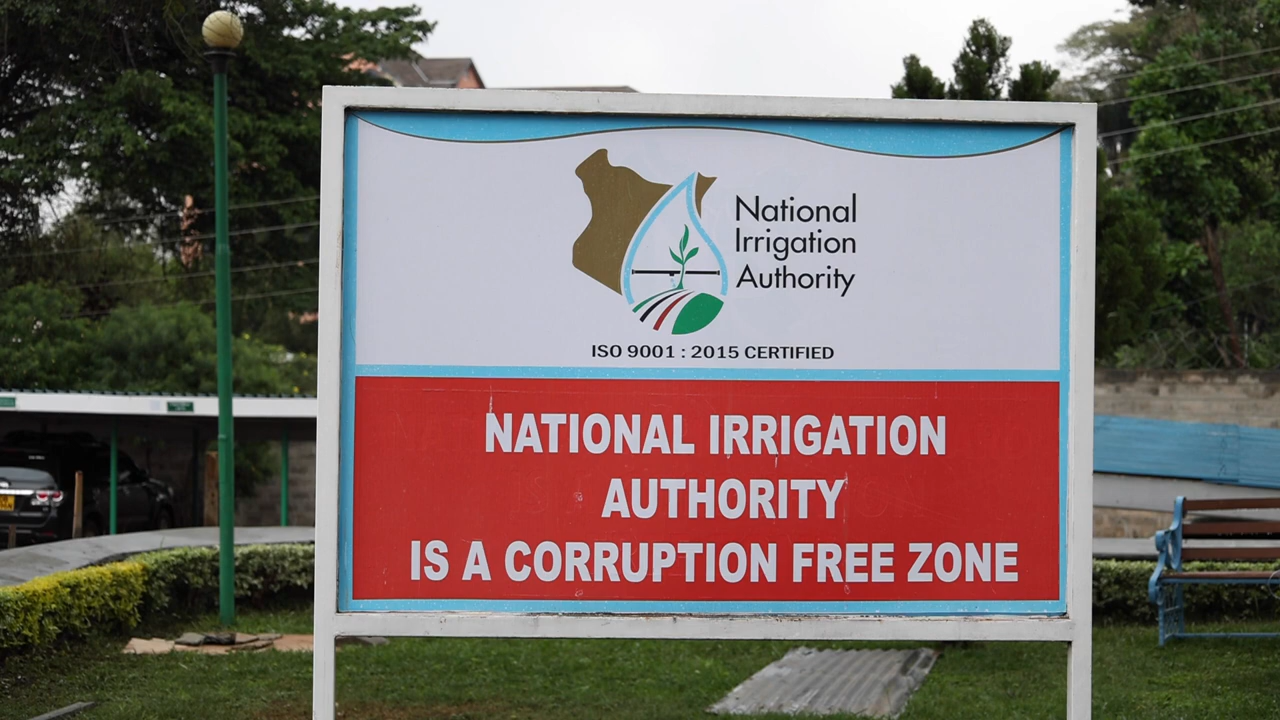 National
Irrigation
Authority
ISO 9001 : 2015 CERTIFIED
NATIONAL IRRIGATION
AUTHORITY
IS A CORRUPTION FREE ZONE